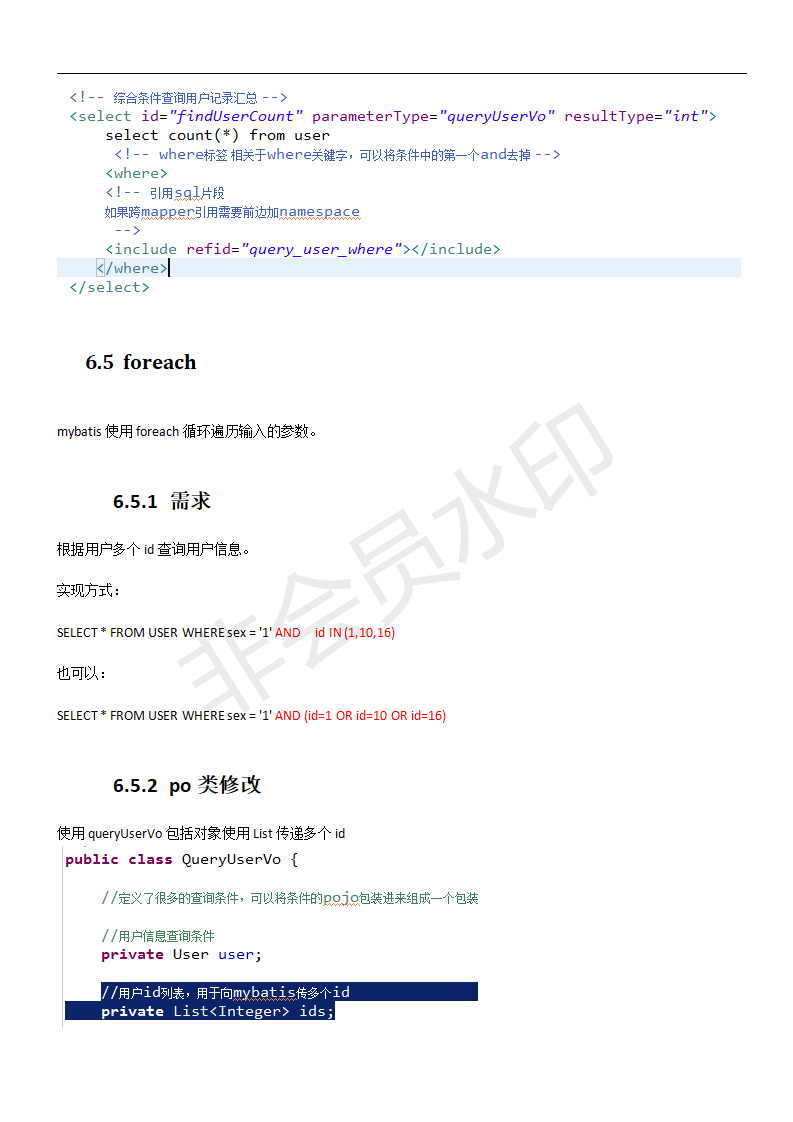 <!-- 综合条件查询用户记录汇总 -->
<select id="findUserCount" parameterType="queryUserVo" resultType="int">
select count(*) from user
<!-- where标签 相关于where关键字，可以将条件中的第一个and去掉 -->
<where>
<!-- 引用sql片段
如果跨mapper引用需要前边加namespace
-->
<include refid="query_user_where"></include>
</where>
</select>
6.5 foreach
mybatis 使用 foreach 循环遍历输入的参数。
6.5.1 需求
根据用户多个 id 查询用户信息。
实现方式：
SELECT * FROM USER WHERE sex = '1' AND id IN (1,10,16)
也可以：
SELECT * FROM USER WHERE sex = '1' AND (id=1 OR id=10 OR id=16)
6.5.2 po 类修改
使用 queryUserVo 包括对象使用 List 传递多个 id
public class QueryUserVo {
//定义了很多的查询条件，可以将条件的pojo包装进来组成一个包装
//用户信息查询条件
private User user;
//用户id列表，用于向mybatis传多个id
private List<Integer> ids;
非会员水印